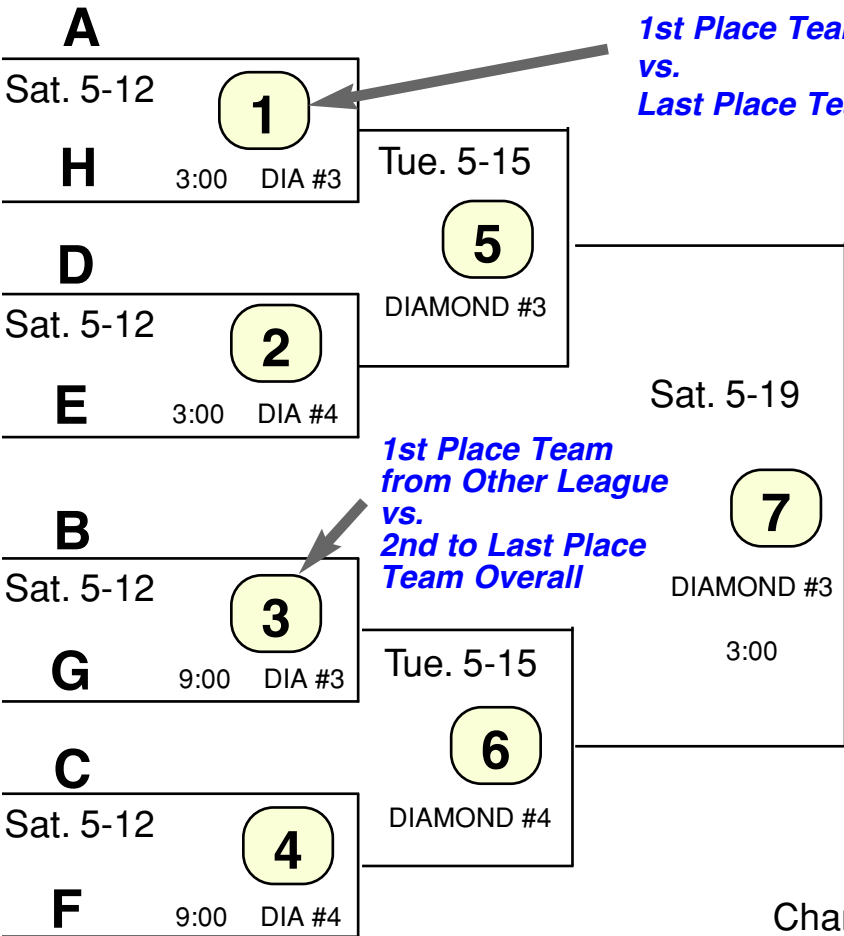 A
Sat. 5-12
1
H
3:00 DIA #3
1st Place
vs.
Last Place
Tue. 5-15
5
DIAMOND #3
D
Sat. 5-12
2
E
3:00 DIA #4
Sat. 5-19
7
DIAMOND #3
3:00
1st Place Team
from Other League
vs.
2nd to Last Place
Team Overall
B
Sat. 5-12
3
G
9:00 DIA #3
Tue. 5-15
6
DIAMOND #4
C
Sat. 5-12
4
F
9:00 DIA #4